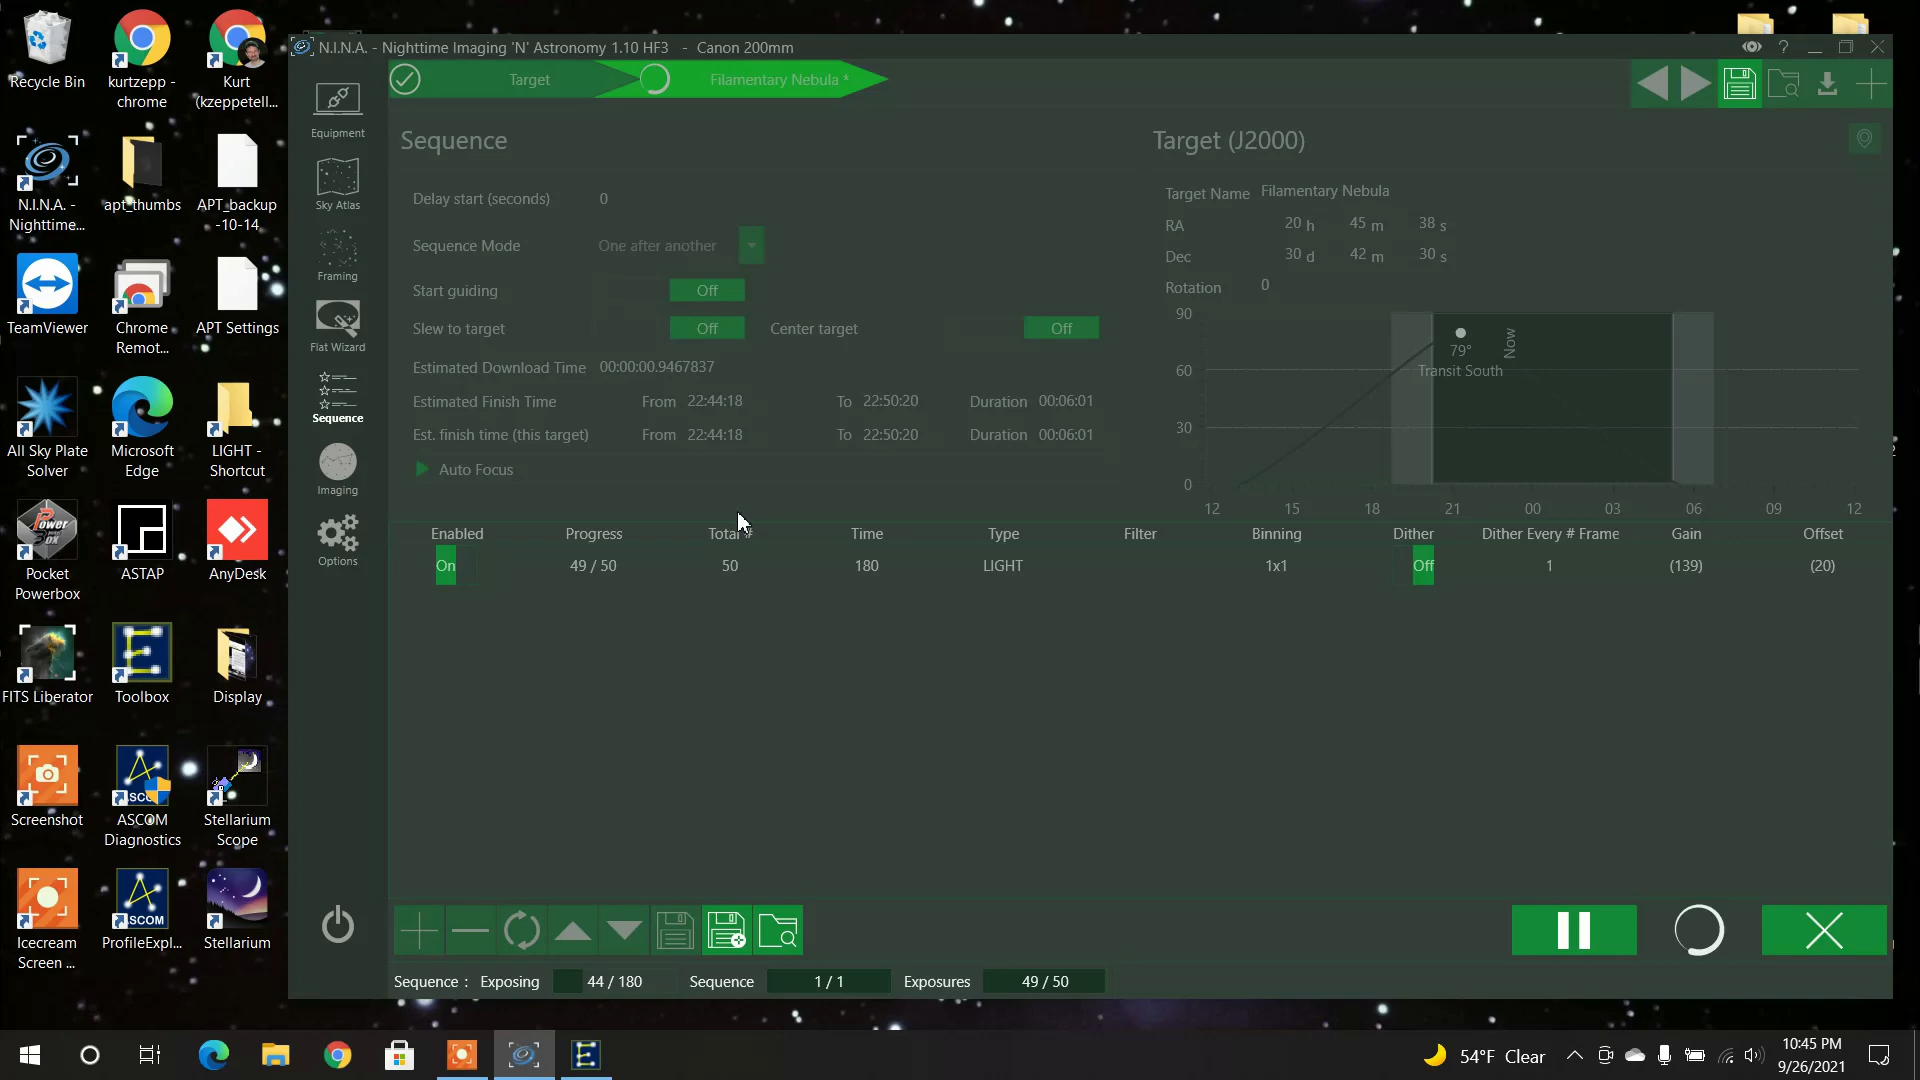 Recycle Bin
kurtzepp -
chrome
Kurt
(kzeppetell...
N.I.N.A. -
Nighttime...
apt_thumbs
APT_backup
-10-14
TeamViewer
Chrome
Remot...
APT Settings
All Sky Plate
Solver
Microsoft
Edge
LIGHT -
Shortcut
Pocket
Powerbox
ASTAP
AnyDesk
FITS Liberator
Toolbox
Display
Screenshot
ASCOM
Diagnostics
Stellarium
Scope
Icecream
Screen ...
ASCOM
ProfileExpl...
Stellarium
N.I.N.A. - Nighttime Imaging 'N' Astronomy 1.10 HF3 - Canon 200mm
?
Target
Filamentary Nebula *
Equipment
Sky Atlas
Framing
Flat Wizard
Sequence
Imaging
Options
Sequence
Delay start (seconds) 0
Sequence Mode One after another
Start guiding Off
Slew to target Off Center target Off
Estimated Download Time 00:00:00.9467837
Estimated Finish Time From 22:44:18 To 22:50:20 Duration 00:06:01
Est. finish time (this target) From 22:44:18 To 22:50:20 Duration 00:06:01
Auto Focus
Target (J2000)
Target Name Filamentary Nebula
RA 20 h 45 m 38 s
Dec 30 d 42 m 30 s
Rotation 0
90
60
30
0
79°
Transit South
Now
12 15 18 21 00 03 06 09 12
Enabled Progress Total # Time Type Filter Binning Dither Dither Every # Frame Gain Offset
On 49 / 50 50 180 LIGHT 1x1 Off 1 (139) (20)
Sequence : Exposing 44 / 180 Sequence 1 / 1 Exposures 49 / 50
54°F Clear
10:45 PM
9/26/2021